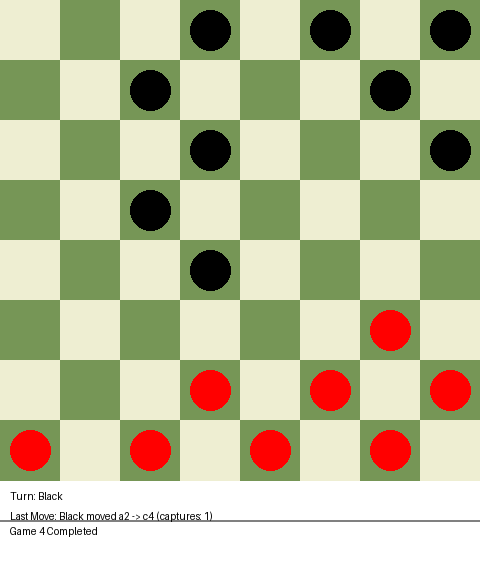 Turn: Black
Last Move: Black moved a2 -> c4 (captures: 1)
Game 4 Completed